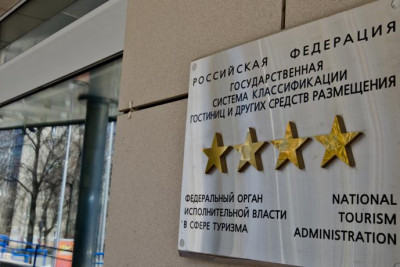 РОССИЙСКАЯ ФЕДЕРАЦИЯ
ГОСУДАРСТВЕННАЯ
СИСТЕМА КЛАССИФИКАЦИИ
ГОСТИНИЦ И ДРУГИХ СРЕДСТВ РАЗМЕЩЕНИЯ
ФЕДЕРАЛЬНЫЙ ОРГАН
ИСПОЛНИТЕЛЬНОЙ ВЛАСТИ
В СФЕРЕ ТУРИЗМА
NATIONAL
TOURISM
ADMINISTRATION